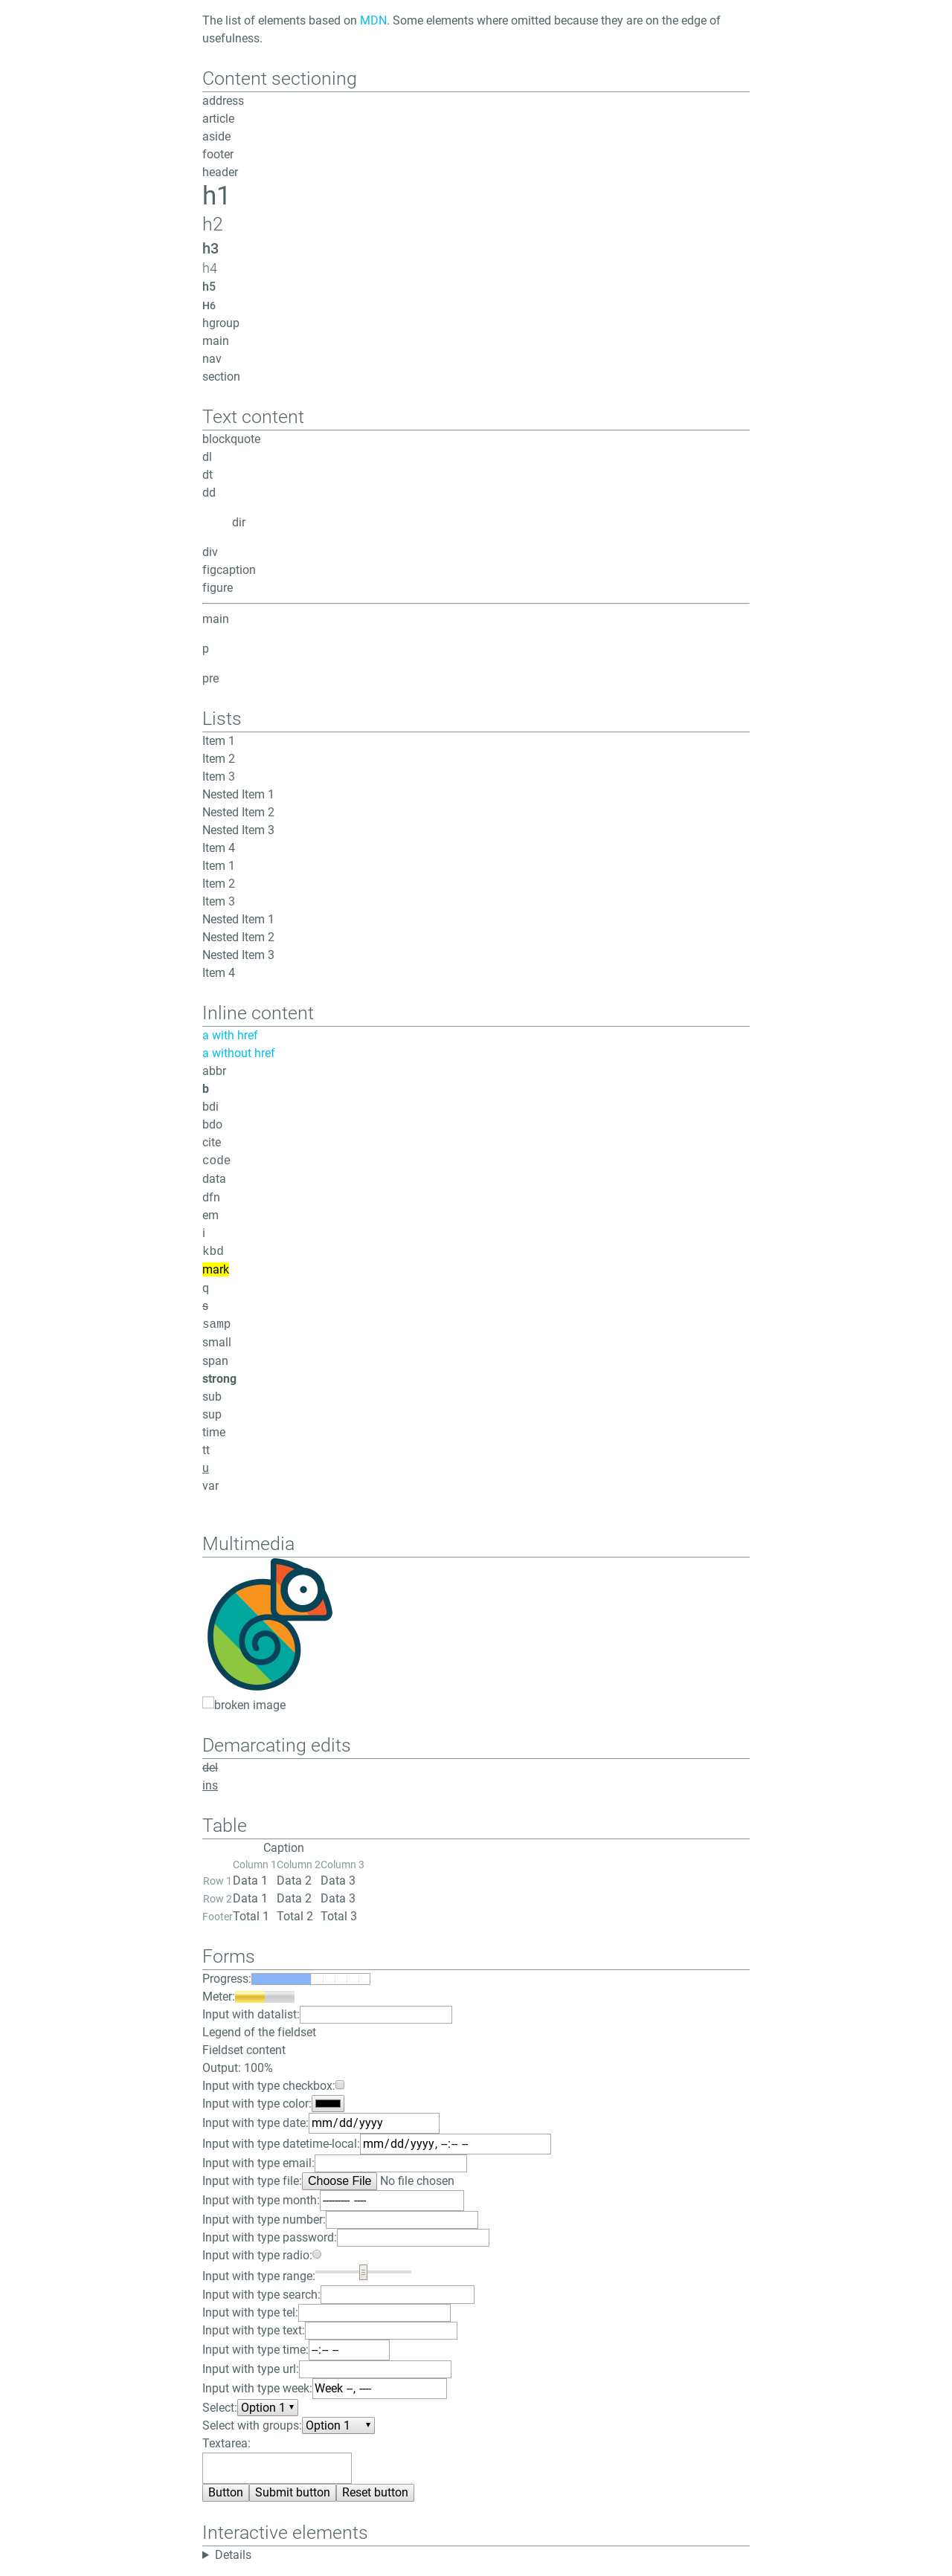 The list of elements based on MDN. Some elements where omitted because they are on the edge of
usefulness.
Content sectioning
address
article
aside
footer
header
h1
h2
h3
h4
h5
H6
hgroup
main
nav
section
Text content
blockquote
dl
dt
dd
dir
div
figcaption
figure
main
p
pre
Lists
Item 1
Item 2
Item 3
Nested Item 1
Nested Item 2
Nested Item 3
Item 4
Item 1
Item 2
Item 3
Nested Item 1
Nested Item 2
Nested Item 3
Item 4
Inline content
a with href
a without href
abbr
b
bdi
bdo
cite
code
data
dfn
em
i
kbd
mark
q
s
samp
small
span
strong
sub
sup
time
tt
u
var
Multimedia
broken image
Demarcating edits
del
ins
Table
Caption
Column 1 Column 2 Column 3
Row 1 Data 1 Data 2 Data 3
Row 2 Data 1 Data 2 Data 3
Footer Total 1 Total 2 Total 3
Forms
Progress:
Meter:
Input with datalist:
Legend of the fieldset
Fieldset content
Output: 100%
Input with type checkbox:
Input with type color:
Input with type date: mm/dd/yyyy
Input with type datetime-local: mm/dd/yyyy, --:-- --
Input with type email:
Input with type file: Choose File No file chosen
Input with type month: --------- ----
Input with type number:
Input with type password:
Input with type radio:
Input with type range:
Input with type search:
Input with type tel:
Input with type text:
Input with type time: --:-- --
Input with type url:
Input with type week: Week --, ----
Select: Option 1
Select with groups: Option 1
Textarea:
Button Submit button Reset button
Interactive elements
Details